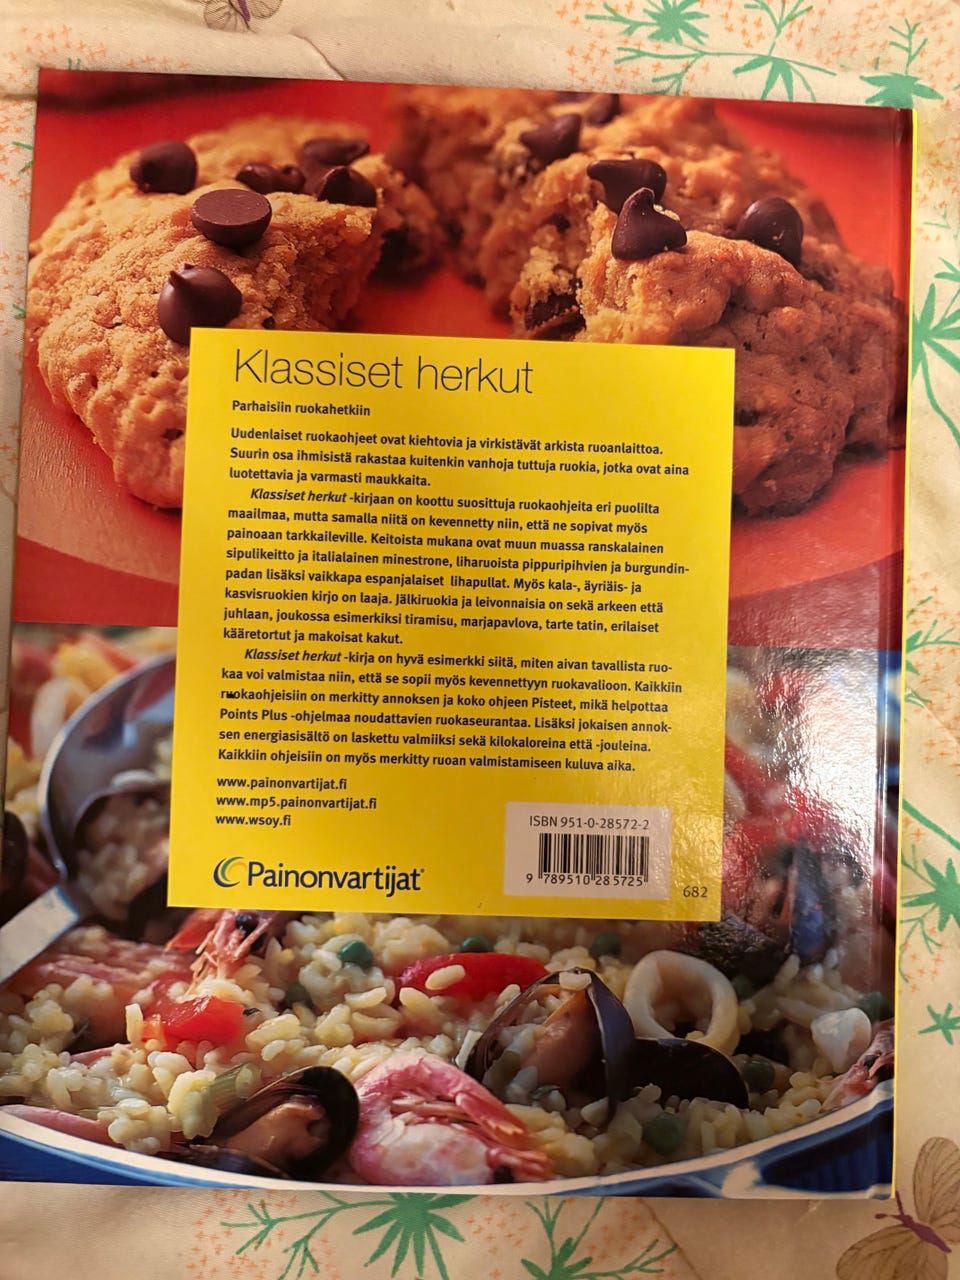 Klassiset herkut
Parhaisiin ruokahetkiin
Uudenlaiset ruokaohjeet ovat kiehtovia ja virkistävät arkista ruoanlaittoa.
Suurin osa ihmisistä rakastaa kuitenkin vanhoja tuttuja ruokia, jotka ovat aina
luotettavia ja varmasti maukkaita.
Klassiset herkut -kirjaan on koottu suosittuja ruokaohjeita eri puolilta
maailmaa, mutta samalla niitä on kevennetty niin, että ne sopivat myös
painoaan tarkkaileville. Keitoista mukana ovat muun muassa ranskalainen
sipulikeitto ja italialainen minestrone, liharuoista pippuripihvien ja burgundin-
padan lisäksi vaikkapa espanjalaiset lihapullat. Myös kala-, äyriäis- ja
kasvisruokien kirjo on laaja. Jälkiruokia ja leivonnaisia on sekä arkeen että
juhlaan, joukossa esimerkiksi tiramisu, marjapavlova, tarte tatin, erilaiset
kääretortut ja makoisat kakut.
Klassiset herkut -kirja on hyvä esimerkki siitä, miten aivan tavallista ruo-
kaa voi valmistaa niin, että se sopii myös kevennettyyn ruokavalioon. Kaikkiin
ruokaohjeisiin on merkitty annoksen ja koko ohjeen Pisteet, mikä helpottaa
Points Plus -ohjelmaa noudattavien ruokaseurantaa. Lisäksi jokaisen annok-
sen energiasisältö on laskettu valmiiksi sekä kilokaloreina että -jouleina.
Kaikkiin ohjeisiin on myös merkitty ruoan valmistamiseen kuluva aika.
www.painonvartijat.fi
www.mp5.painonvartijat.fi
www.wsoy.fi
ISBN 951-0-28572-2
9 789510 285725
682
Painonvartijat®